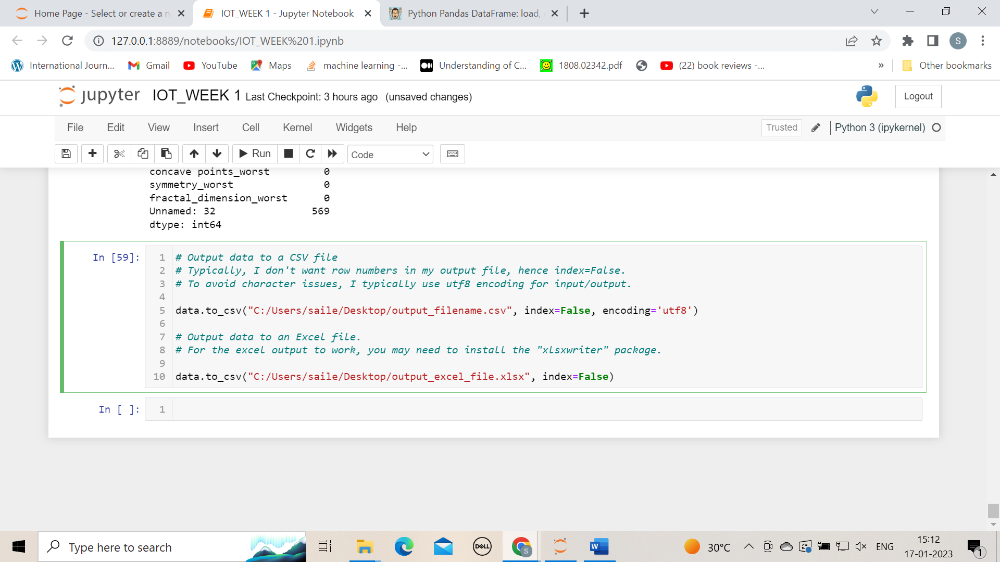 Home Page - Select or create a n
IOT_WEEK 1 - Jupyter Notebook
Python Pandas DataFrame: load,
127.0.0.1:8889/notebooks/IOT_WEEK%201.ipynb
S
International Journ...
Gmail
YouTube
Maps
machine learning -...
Understanding of C...
1808.02342.pdf
(22) book reviews -...
»
Other bookmarks
jupyter
IOT_WEEK 1 Last Checkpoint: 3 hours ago (unsaved changes)
Logout
File Edit View Insert Cell Kernel Widgets Help
Trusted
Python 3 (ipykernel)
Run
Code
concave points_worst 0
symmetry_worst 0
fractal_dimension_worst 0
Unnamed: 32 569
dtype: int64
In [59]:
1 # Output data to a CSV file
2 # Typically, I don't want row numbers in my output file, hence index=False.
3 # To avoid character issues, I typically use utf8 encoding for input/output.
4
5 data.to_csv("C:/Users/saile/Desktop/output_filename.csv", index=False, encoding='utf8')
6
7 # Output data to an Excel file.
8 # For the excel output to work, you may need to install the "xlsxwriter" package.
9
10 data.to_csv("C:/Users/saile/Desktop/output_excel_file.xlsx", index=False)
In [ ]:
1
Type here to search
DELL
S
W
30°C
ENG
15:12
17-01-2023
1